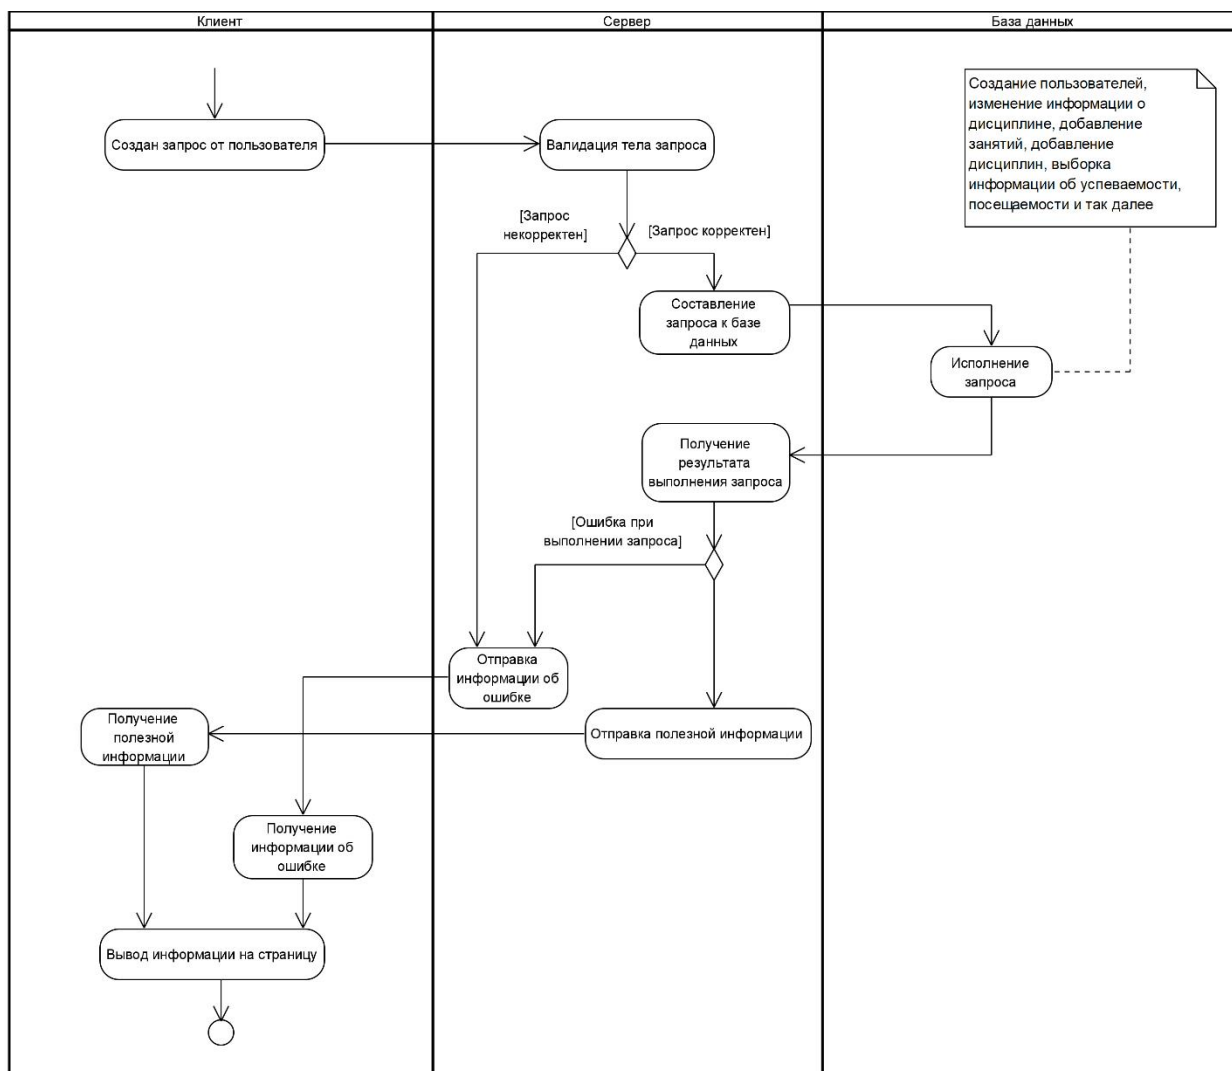 Клиент
Сервер
База данных
Создание пользователей,
изменение информации о
дисциплине, добавление
занятий, добавление
дисциплин, выборка
информации об успеваемости,
посещаемости и так далее
Создан запрос от пользователя
Валидация тела запроса
[Запрос
некорректен]
[Запрос корректен]
Составление
запроса к базе
данных
Исполнение
запроса
Получение
результата
выполнения запроса
[Ошибка при
выполнении запроса]
Отправка
информации об
ошибке
Получение
полезной
информации
Отправка полезной информации
Получение
информации об
ошибке
Вывод информации на страницу